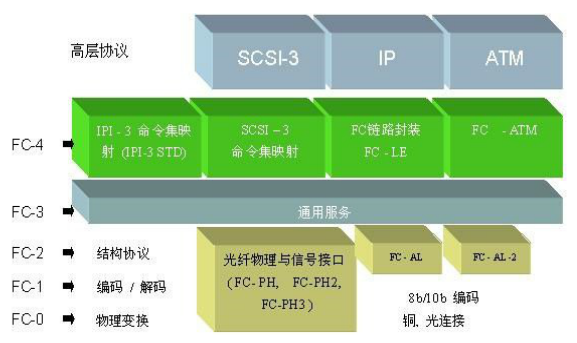 高层协议 SCSI-3 IP ATM
FC-4 ➡ IPI - 3 命令集映射 (IPI-3 STD)
SCSI – 3 命令集映射
FC链路封装 FC - LE
FC - ATM
FC-3 ➡ 通用服务
FC-2 ➡ 结构协议
FC-1 ➡ 编码 / 解码
FC-0 ➡ 物理变换
光纤物理与信号接口
(FC- PH, FC-PH2,
FC-PH3)
FC - AL
FC - AL-2
8b/10b 编码
铜、光连接